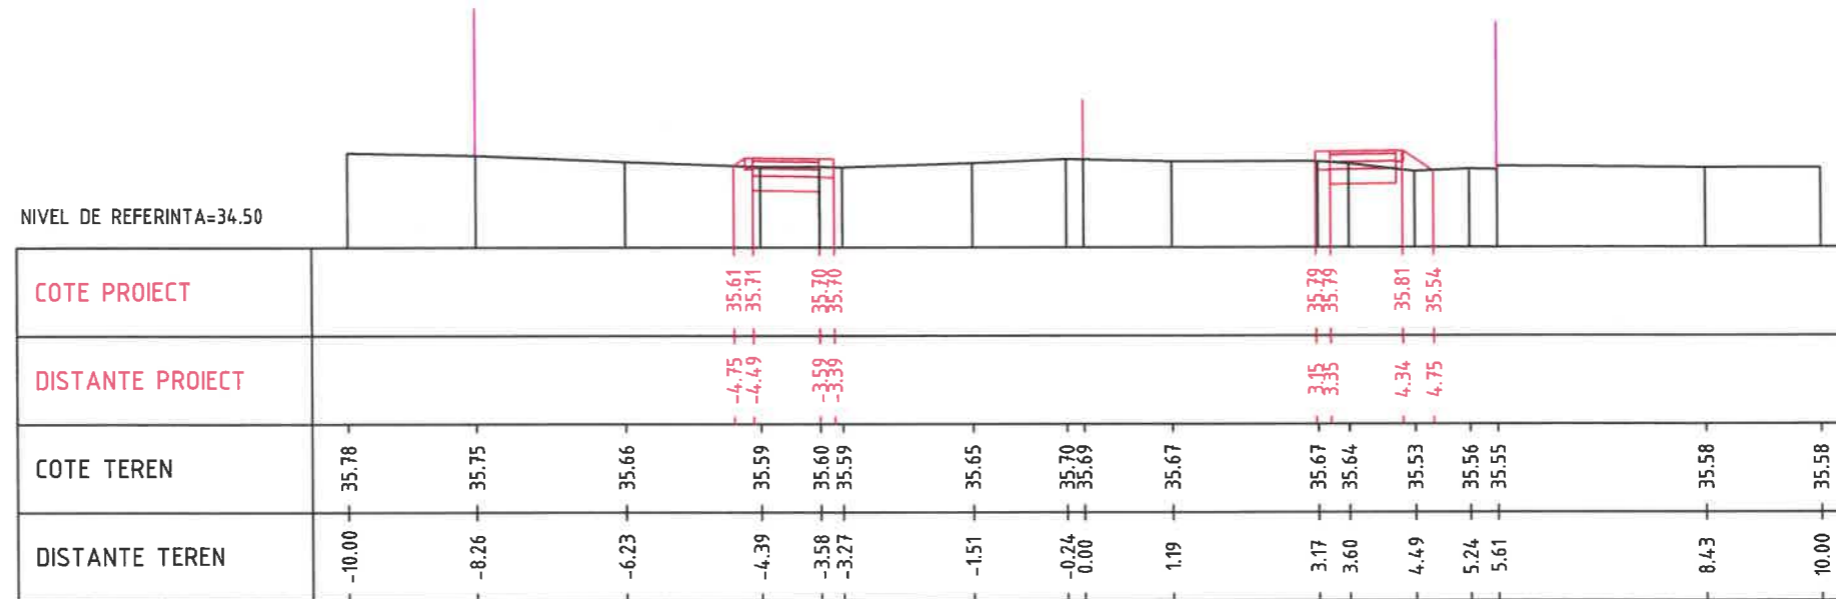 NIVEL DE REFERINTA=34.50
COTE PROIECT 35.61 35.71 35.70 35.70 35.79 35.79 35.81 35.54
DISTANTE PROIECT -4.75 -4.49 -3.59 -3.39 3.15 3.35 4.34 4.75
COTE TEREN 35.78 35.75 35.66 35.59 35.60 35.59 35.65 35.70 35.69 35.67 35.67 35.64 35.53 35.56 35.55 35.58 35.58
DISTANTE TEREN -10.00 -8.26 -6.23 -4.39 -3.58 -3.27 -1.51 -0.24 0.00 1.19 3.17 3.60 4.49 5.24 5.61 8.43 10.00